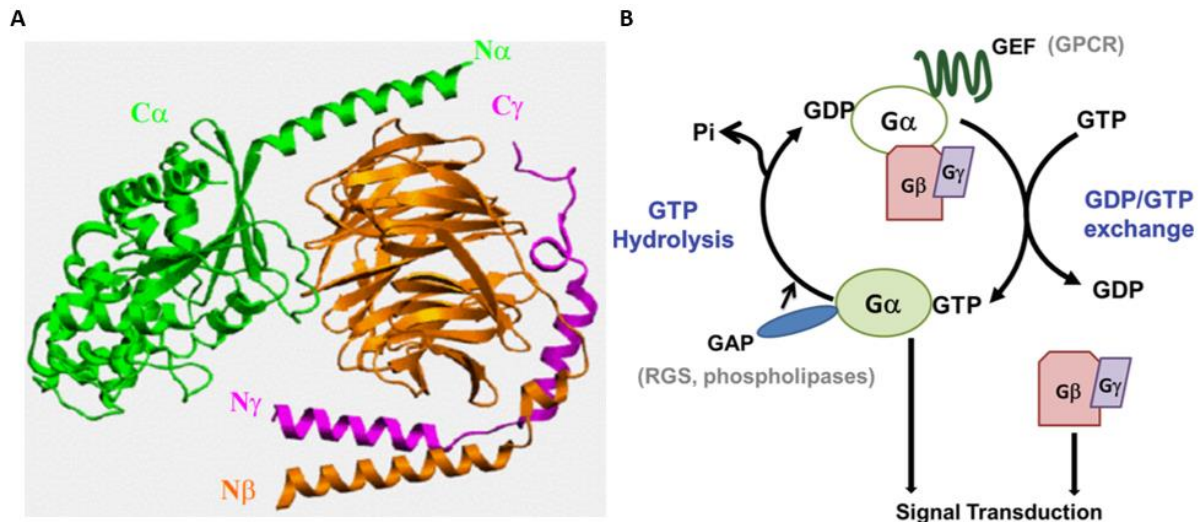 A
Nα
Cα
Cγ
Nγ
Nβ
B
GEF (GPCR)
GDP
Gα
GTP
Pi
Gβ
Gγ
GTP
Hydrolysis
GDP/GTP
exchange
Gα
GTP
GDP
GAP
(RGS, phospholipases)
Gβ
Gγ
Signal Transduction